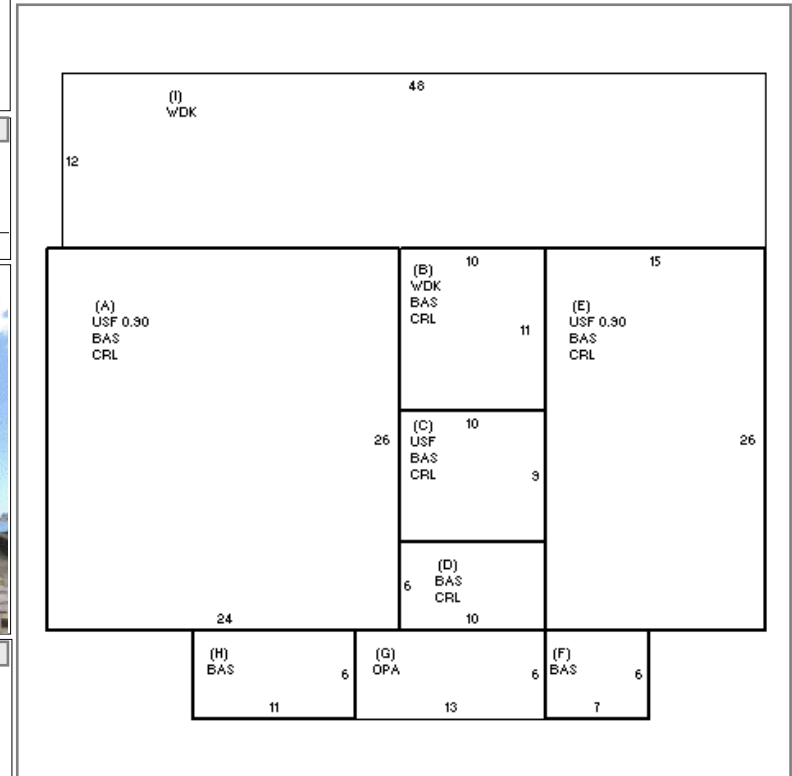 48
(I)
WDK
12
10
15
(B)
WDK
BAS
CRL
11
(A)
USF 0.90
BAS
CRL
(E)
USF 0.90
BAS
CRL
26
(C)
10
USF
BAS
CRL
9
26
(D)
BAS
CRL
6
24
10
(H)
BAS
6
11
(G)
OPA
6
13
(F)
BAS
6
7